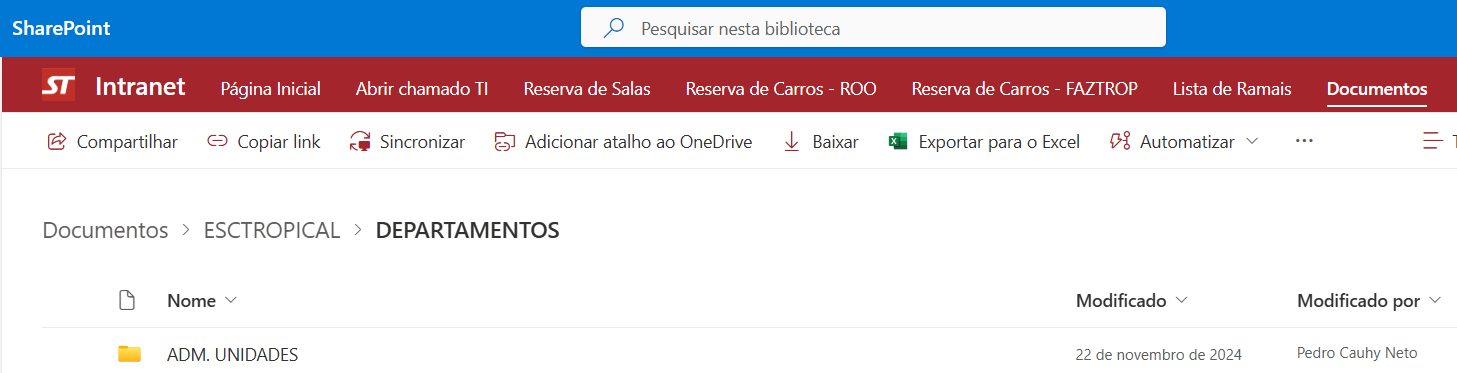 SharePoint
Pesquisar nesta biblioteca
ST Intranet Página Inicial Abrir chamado TI Reserva de Salas Reserva de Carros - ROO Reserva de Carros - FAZTROP Lista de Ramais Documentos
Compartilhar Copiar link Sincronizar Adicionar atalho ao OneDrive Baixar Exportar para o Excel Automatizar ...
Documentos > ESCTROPICAL > DEPARTAMENTOS
Nome Modificado Modificado por
ADM. UNIDADES 22 de novembro de 2024 Pedro Cauhy Neto